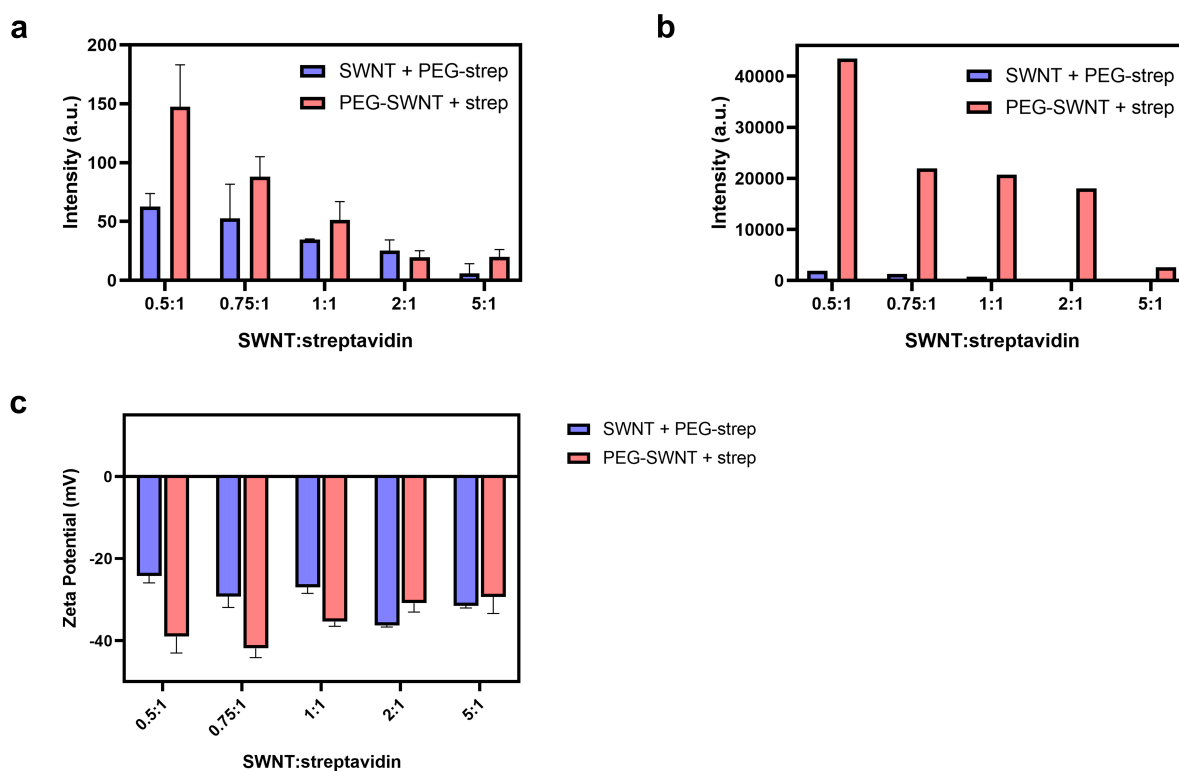 a
200
150
100
50
0
Intensity (a.u.)
SWNT + PEG-strep
PEG-SWNT + strep
0.5:1 0.75:1 1:1 2:1 5:1
SWNT:streptavidin
b
40000
30000
20000
10000
0
Intensity (a.u.)
SWNT + PEG-strep
PEG-SWNT + strep
0.5:1 0.75:1 1:1 2:1 5:1
SWNT:streptavidin
c
0
-20
-40
Zeta Potential (mV)
0.5:1 0.75:1 1:1 2:1 5:1
SWNT:streptavidin
SWNT + PEG-strep
PEG-SWNT + strep